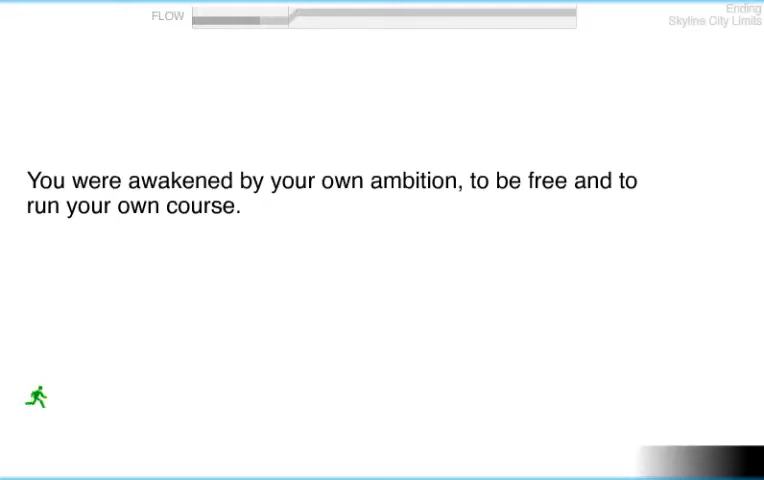 FLOW
Ending
Skyline City Limits
You were awakened by your own ambition, to be free and to
run your own course.